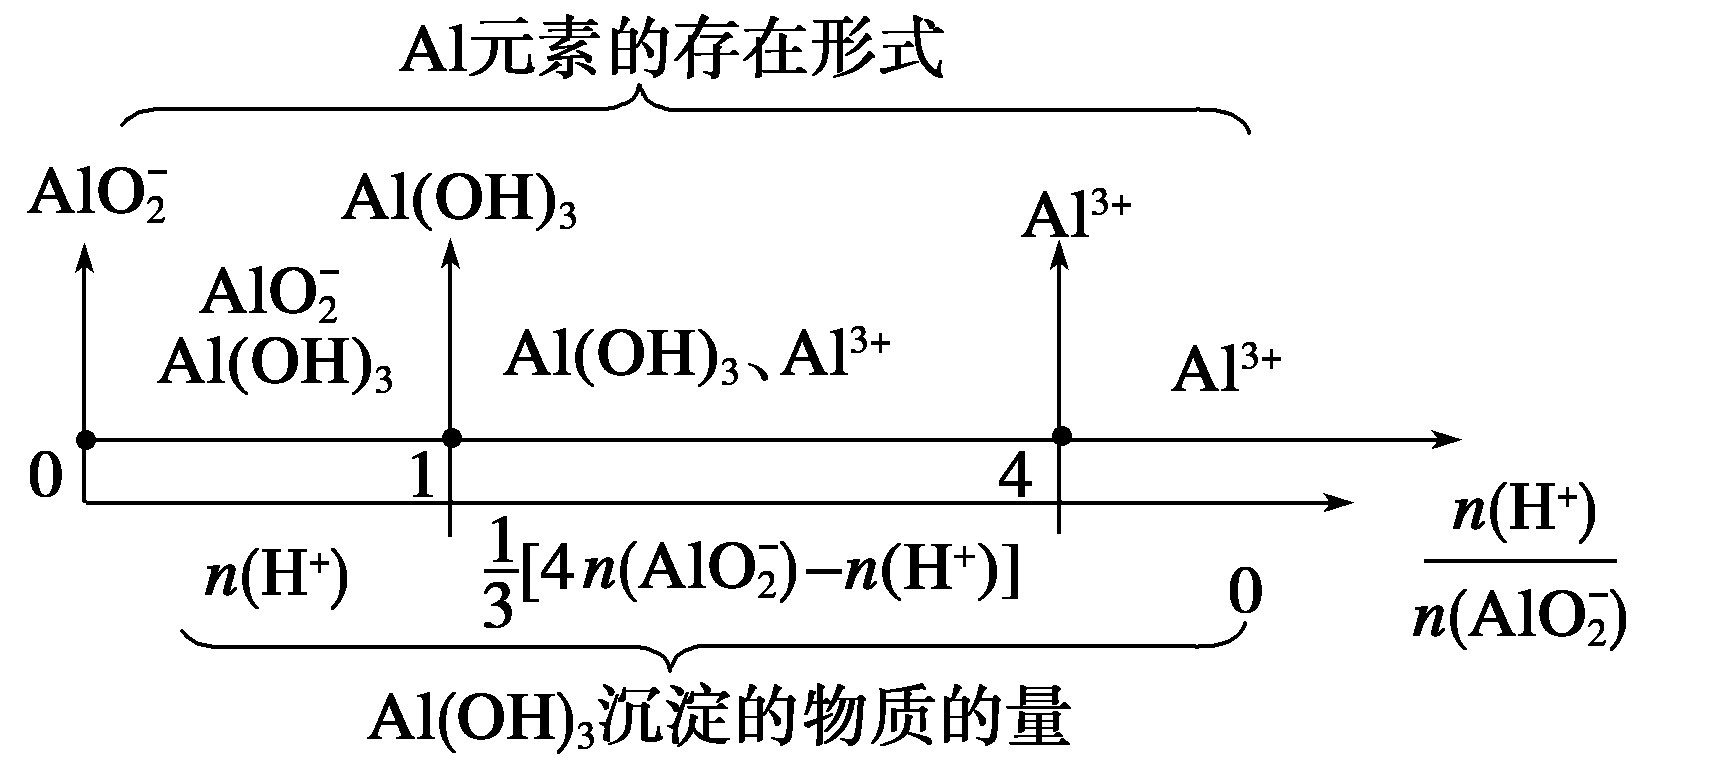 Al元素的存在形式
AlO₂⁻
Al(OH)₃
Al³⁺
AlO₂⁻
Al(OH)₃
Al(OH)₃、Al³⁺
Al³⁺
0
1
4
n(H⁺)
1/3[4n(AlO₂⁻)−n(H⁺)]
0
n(H⁺)
n(AlO₂⁻)
Al(OH)₃沉淀的物质的量